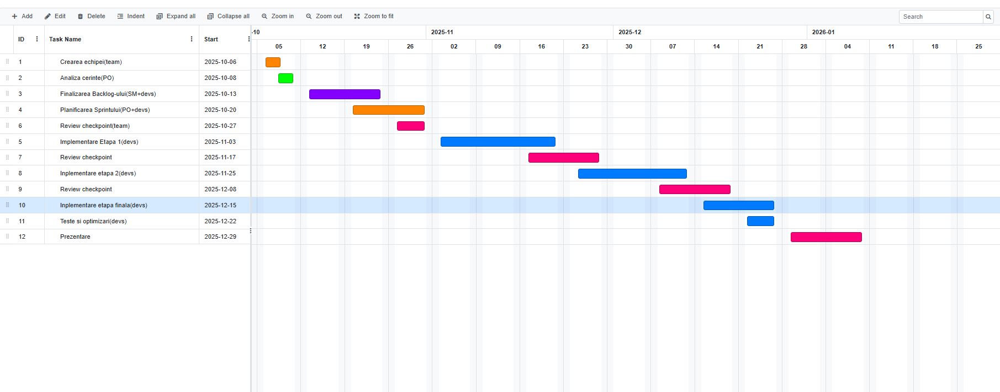 Add Edit Delete Indent Expand all Collapse all Zoom in Zoom out Zoom to fit Search
-10 2025-11 2025-12 2026-01
ID Task Name Start
05 12 19 26 02 09 16 23 30 07 14 21 28 04 11 18 25
1 Crearea echipei(team) 2025-10-06
2 Analiza cerinte(PO) 2025-10-08
3 Finalizarea Backlog-ului(SM+devs) 2025-10-13
4 Planificarea Sprintului(PO+devs) 2025-10-20
6 Review checkpoint(team) 2025-10-27
5 Implementare Etapa 1(devs) 2025-11-03
7 Review checkpoint 2025-11-17
8 Inplementare etapa 2(devs) 2025-11-25
9 Review checkpoint 2025-12-08
10 Inplementare etapa finala(devs) 2025-12-15
11 Teste si optimizari(devs) 2025-12-22
12 Prezentare 2025-12-29